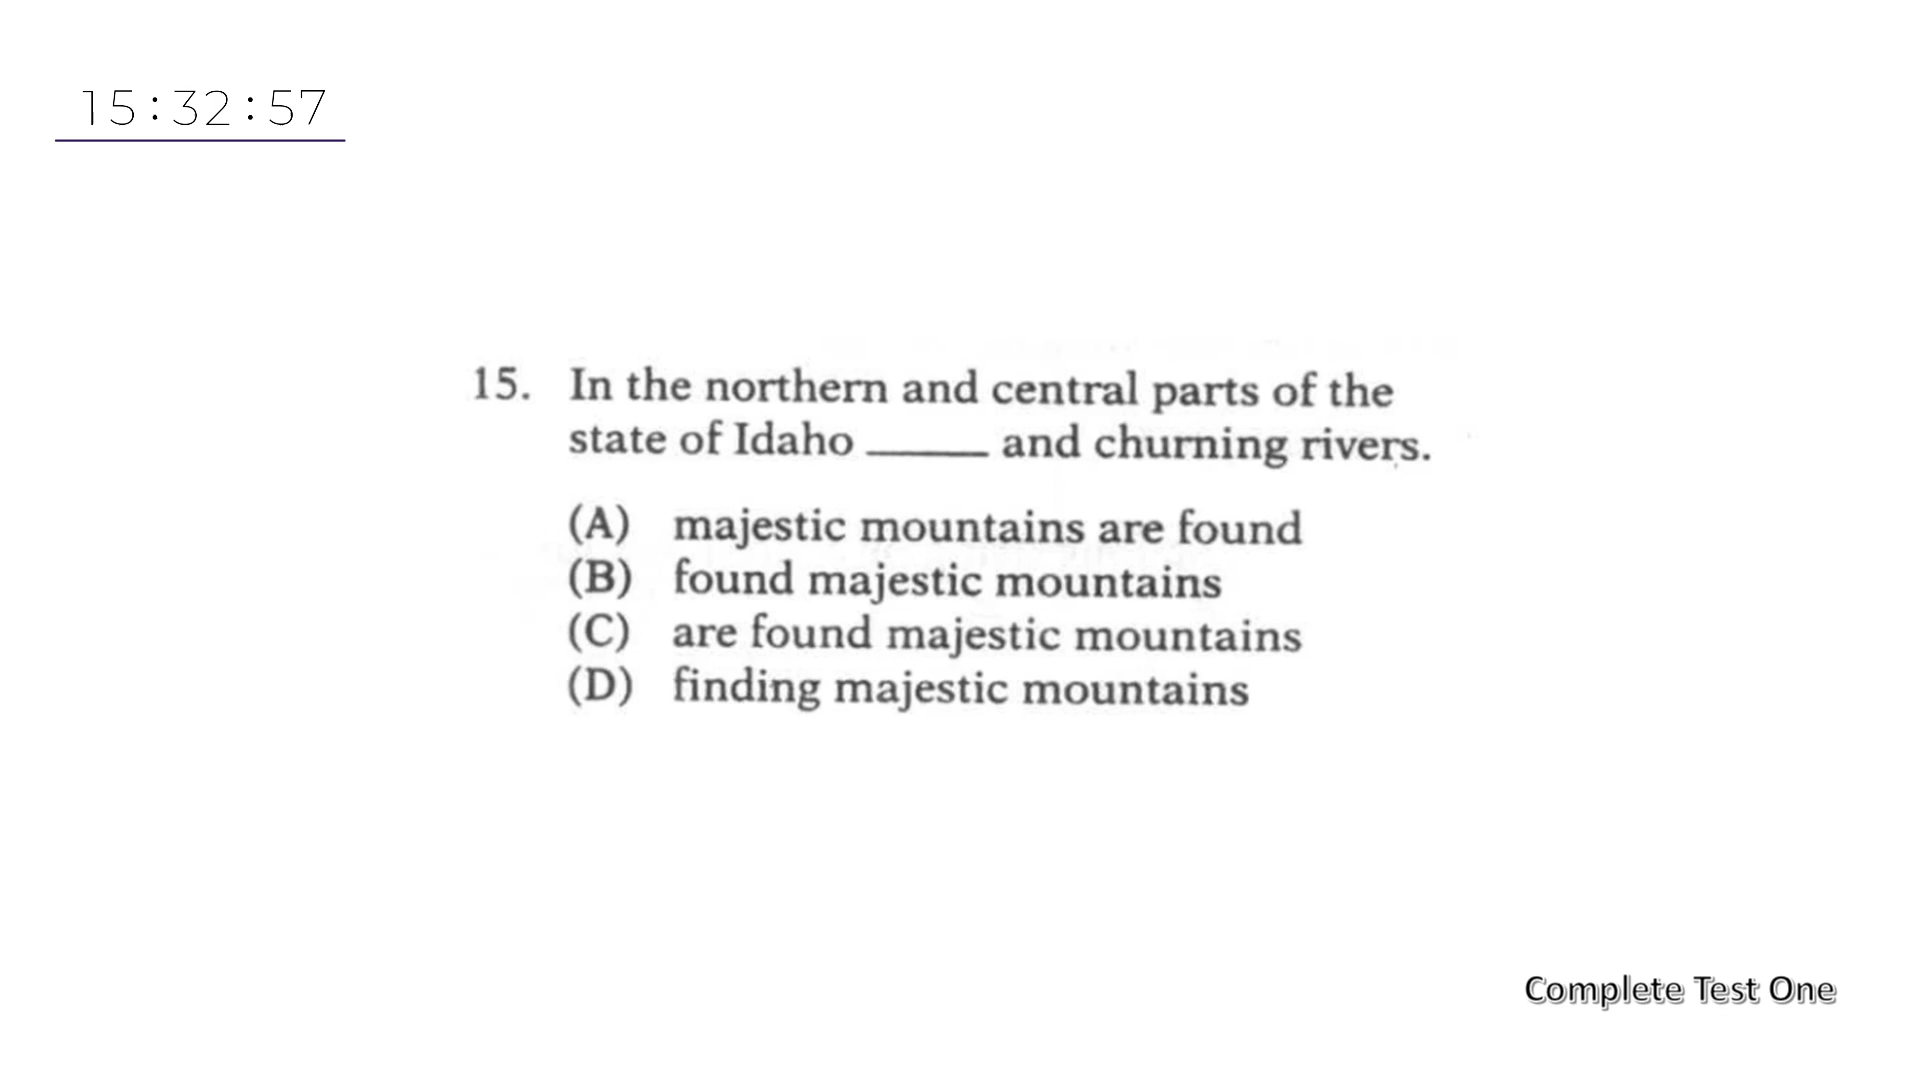 15:32:57
15. In the northern and central parts of the
state of Idaho _____ and churning rivers.
(A) majestic mountains are found
(B) found majestic mountains
(C) are found majestic mountains
(D) finding majestic mountains
Complete Test One